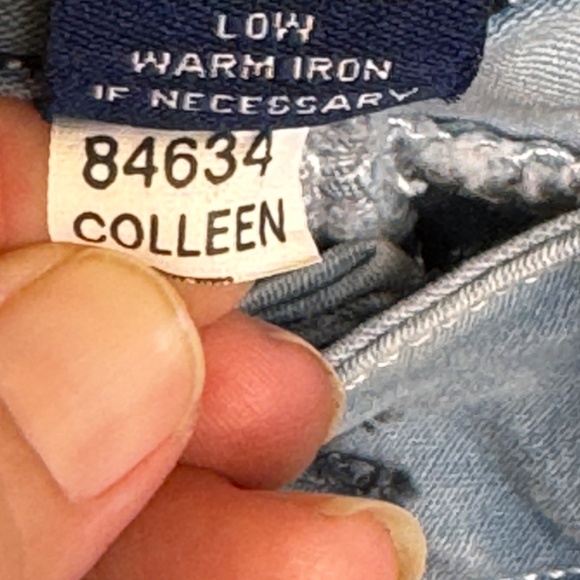 LOW
WARM IRON
IF NECESSARY
84634
COLLEEN